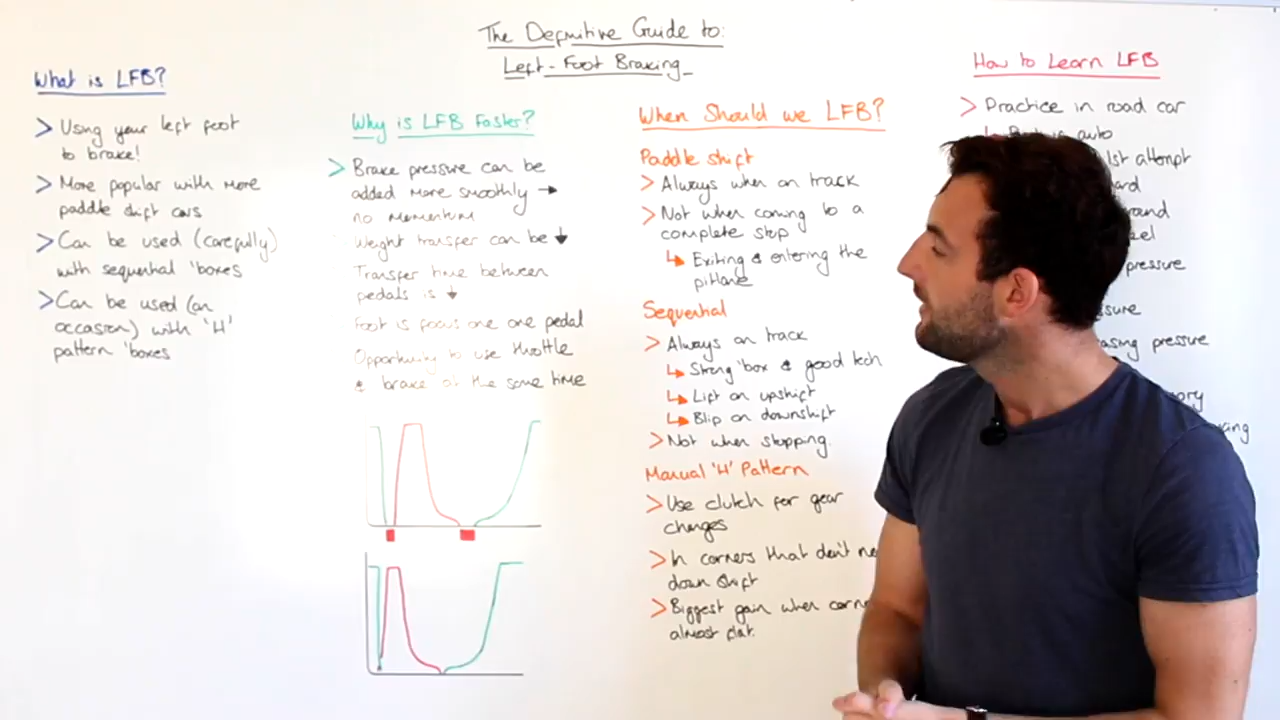 The Definitive Guide to:
Left-Foot Braking
What is LFB?
> Using your left foot
to brake!
> More popular with more
paddle shift cars
> Can be used (carefully)
with sequential 'boxes
> Can be used (on
occasion) with 'H'
pattern 'boxes
Why is LFB Faster?
> Brake pressure can be
added more smoothly →
no momentum
Weight transfer can be ↓
Transfer time between
pedals is ↓
Foot is focus one one pedal
Opportunity to use throttle
& brake at the same time
When Should we LFB?
Paddle shift
> Always when on track
> Not when coming to a
complete stop
↳ Exiting & entering the
pitlane
Sequential
> Always on track
↳ Strong 'box & good tech
↳ Lift on upshift
↳ Blip on downshift
> Not when stopping.
Manual 'H' Pattern
> Use clutch for gear
changes
> In corners that don't
down shift
> Biggest gain when
almost flat.
How to Learn LFB
> Practice in road car
auto
1st attempt
pressure
pressure